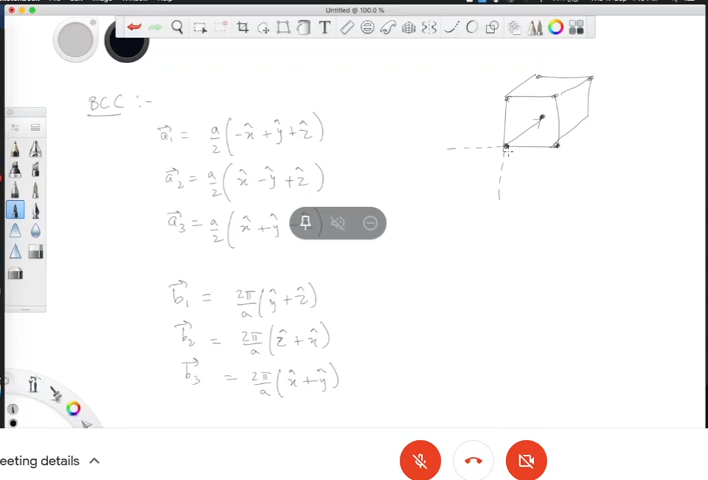 Untitled @ 100.0 %
BCC :-
a⃗₁ = a/2 (-x̂ + ŷ + ẑ)
a⃗₂ = a/2 (x̂ - ŷ + ẑ)
a⃗₃ = a/2 (x̂ + ŷ
b⃗₁ = 2π/a (ŷ + ẑ)
b⃗₂ = 2π/a (ẑ + x̂)
b⃗₃ = 2π/a (x̂ + ŷ)
eeting details